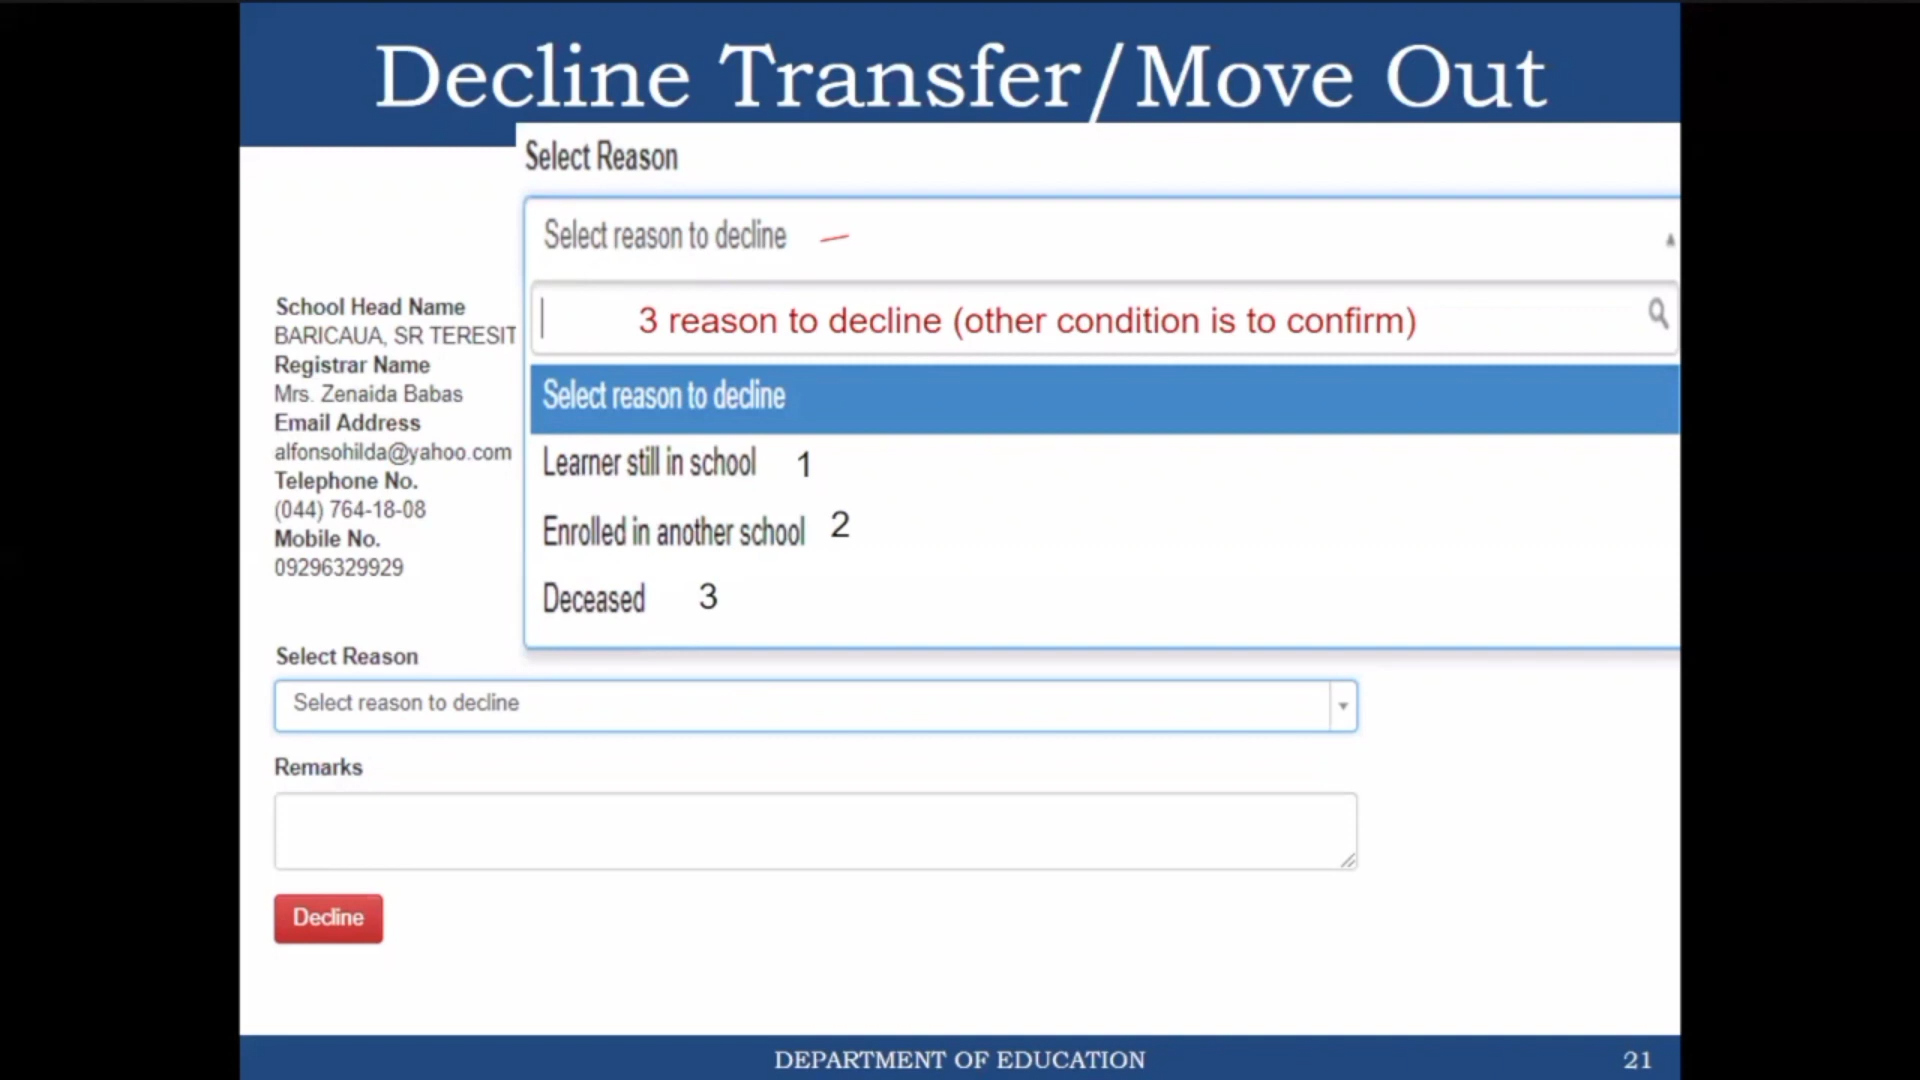 Decline Transfer/Move Out
Select Reason
Select reason to decline
3 reason to decline (other condition is to confirm)
Select reason to decline
Learner still in school 1
Enrolled in another school 2
Deceased 3
School Head Name
BARICAUA, SR TERESIT
Registrar Name
Mrs. Zenaida Babas
Email Address
alfonsohilda@yahoo.com
Telephone No.
(044) 764-18-08
Mobile No.
09296329929
Select Reason
Select reason to decline
Remarks
Decline
DEPARTMENT OF EDUCATION 21